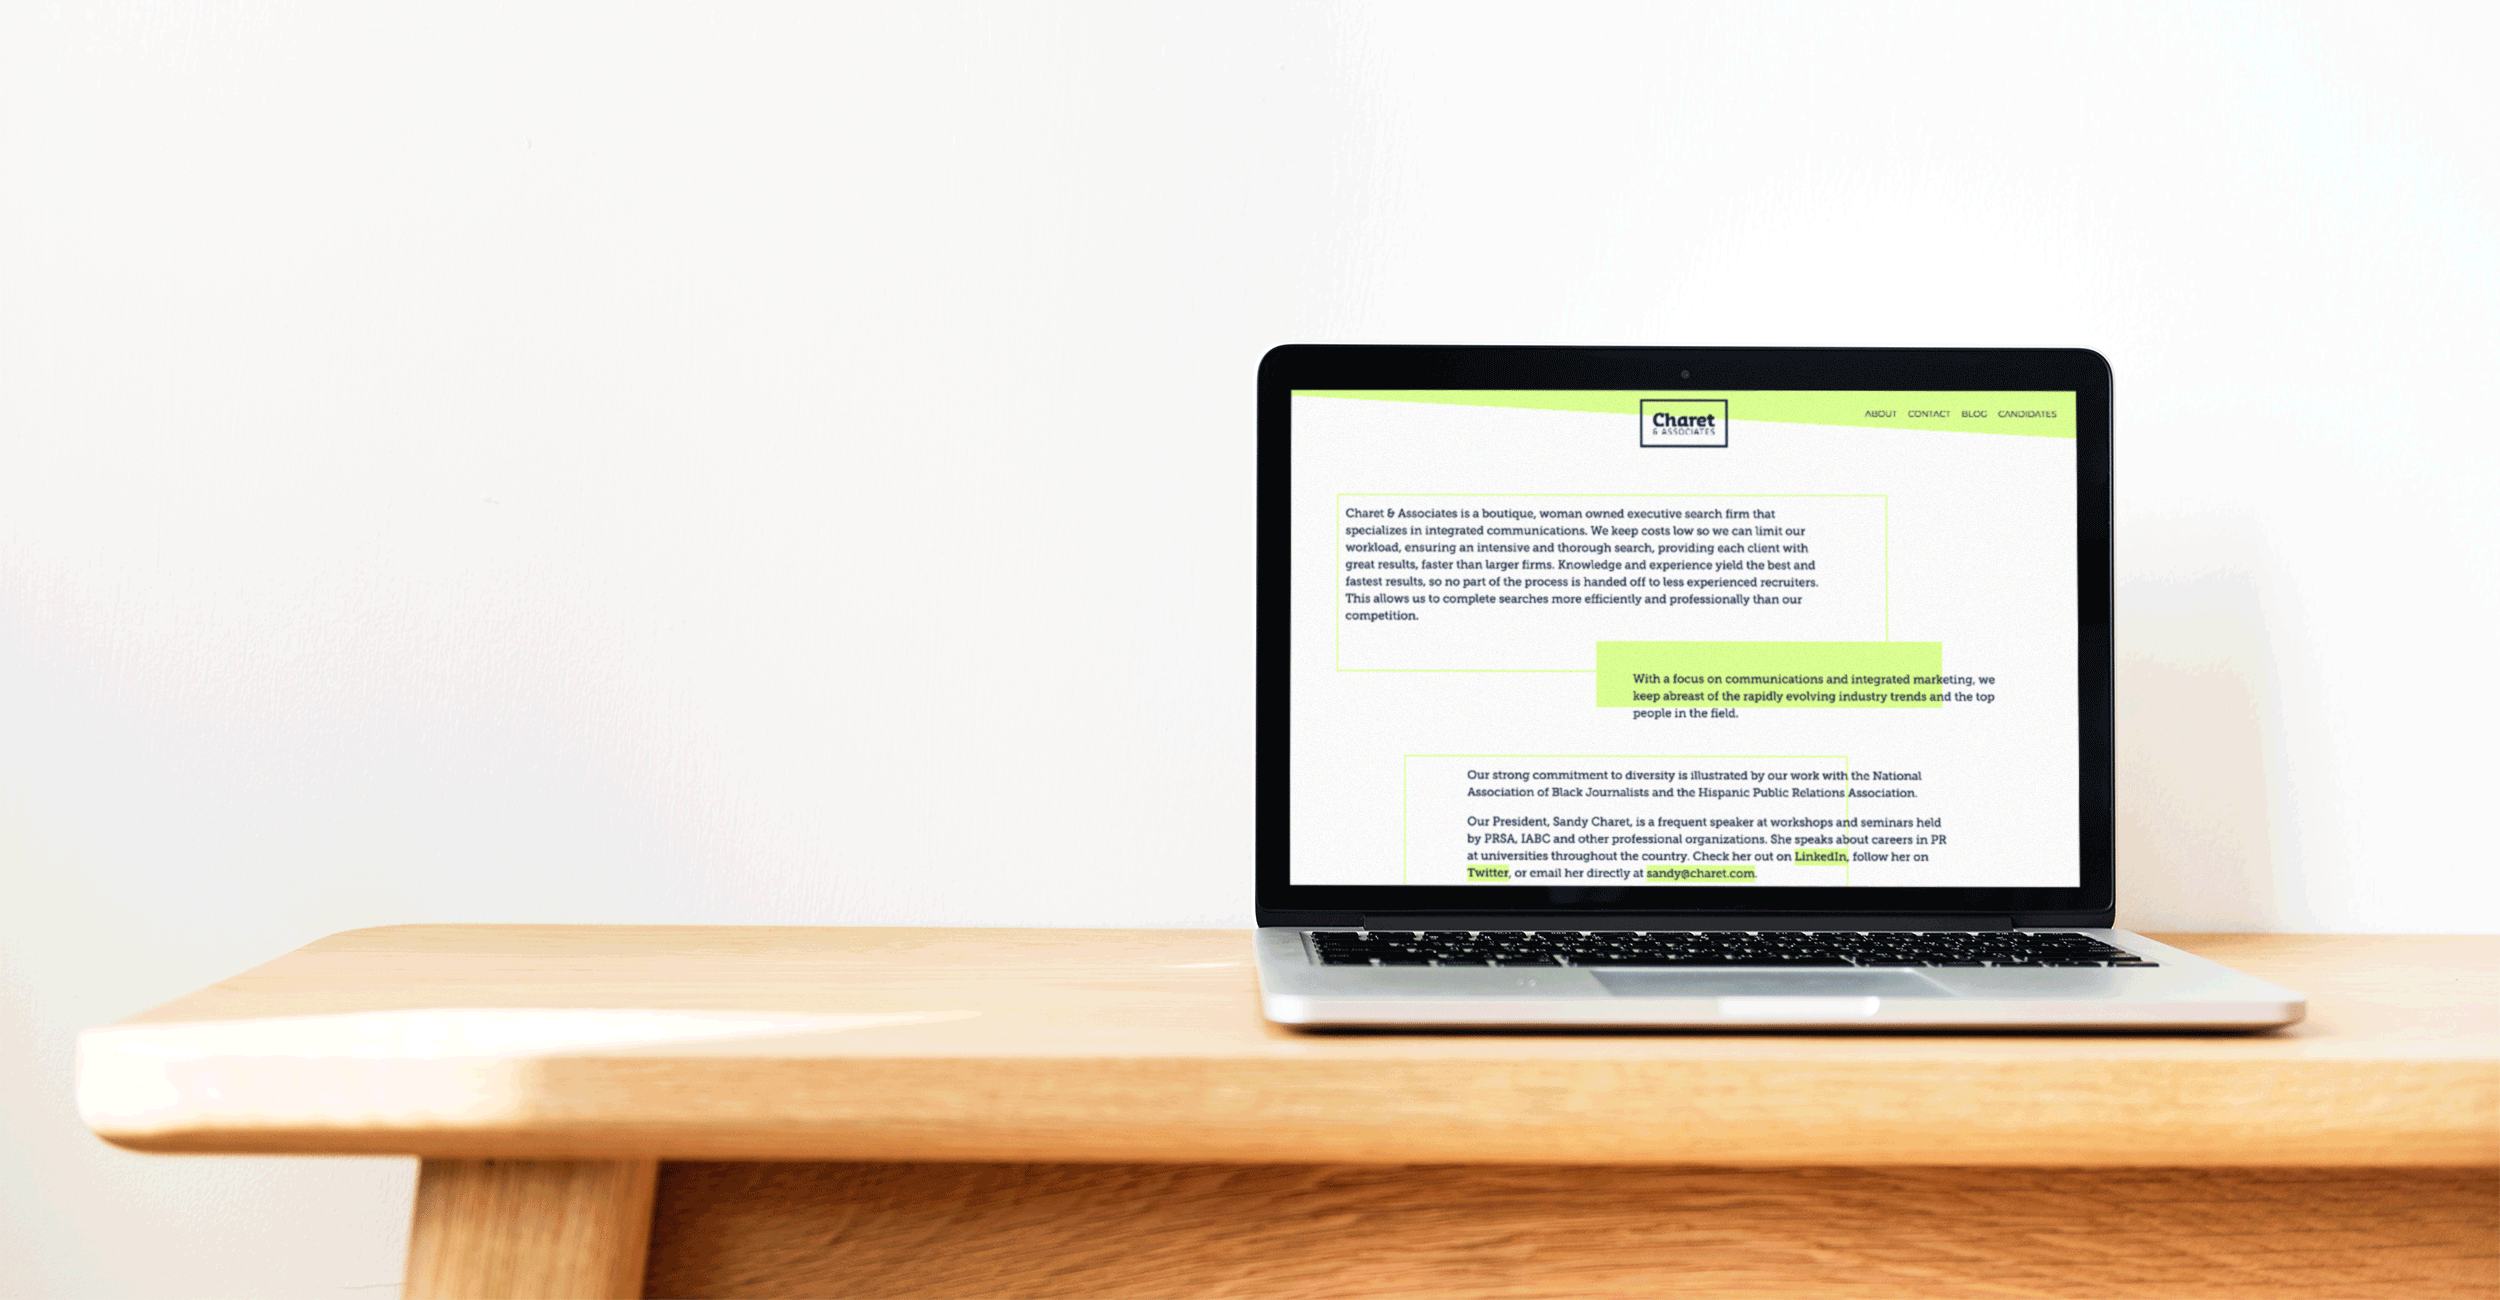 Charet
& ASSOCIATES
ABOUT CONTACT BLOG CANDIDATES
Charet & Associates is a boutique, woman owned executive search firm that
specializes in integrated communications. We keep costs low so we can limit our
workload, ensuring an intensive and thorough search, providing each client with
great results, faster than larger firms. Knowledge and experience yield the best and
fastest results, so no part of the process is handed off to less experienced recruiters.
This allows us to complete searches more efficiently and professionally than our
competition.
With a focus on communications and integrated marketing, we
keep abreast of the rapidly evolving industry trends and the top
people in the field.
Our strong commitment to diversity is illustrated by our work with the National
Association of Black Journalists and the Hispanic Public Relations Association.
Our President, Sandy Charet, is a frequent speaker at workshops and seminars held
by PRSA, IABC and other professional organizations. She speaks about careers in PR
at universities throughout the country. Check her out on LinkedIn, follow her on
Twitter, or email her directly at sandy@charet.com.